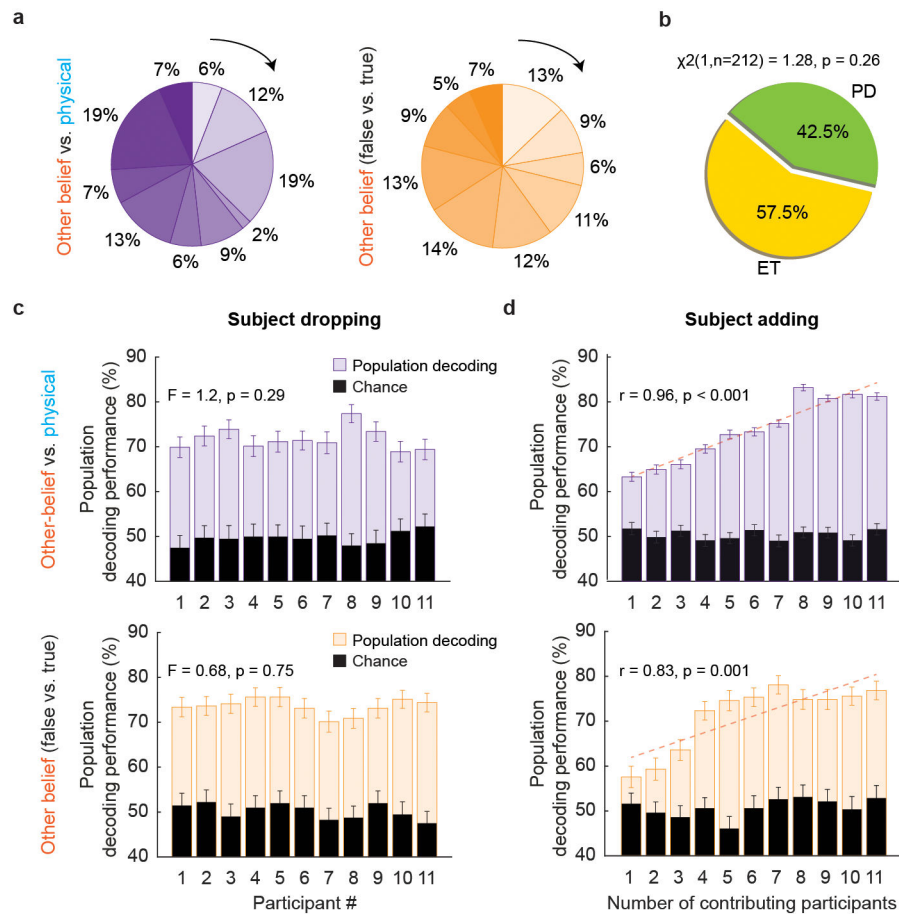 a
Other belief vs. physical
7%
6%
12%
19%
2%
9%
6%
13%
7%
19%
Other belief (false vs. true)
5%
7%
13%
9%
6%
11%
12%
14%
13%
9%
b
χ2(1,n=212) = 1.28, p = 0.26
PD
42.5%
57.5%
ET
c
Subject dropping
Other-belief vs. physical
Population
decoding performance (%)
90
80
70
60
50
40
F = 1.2, p = 0.29
Population decoding
Chance
1 2 3 4 5 6 7 8 9 10 11
Other belief (false vs. true)
Population
decoding performance (%)
90
80
70
60
50
40
F = 0.68, p = 0.75
Population decoding
Chance
1 2 3 4 5 6 7 8 9 10 11
Participant #
d
Subject adding
Population
decoding performance (%)
90
80
70
60
50
40
r = 0.96, p < 0.001
1 2 3 4 5 6 7 8 9 10 11
Population
decoding performance (%)
90
80
70
60
50
40
r = 0.83, p = 0.001
1 2 3 4 5 6 7 8 9 10 11
Number of contributing participants